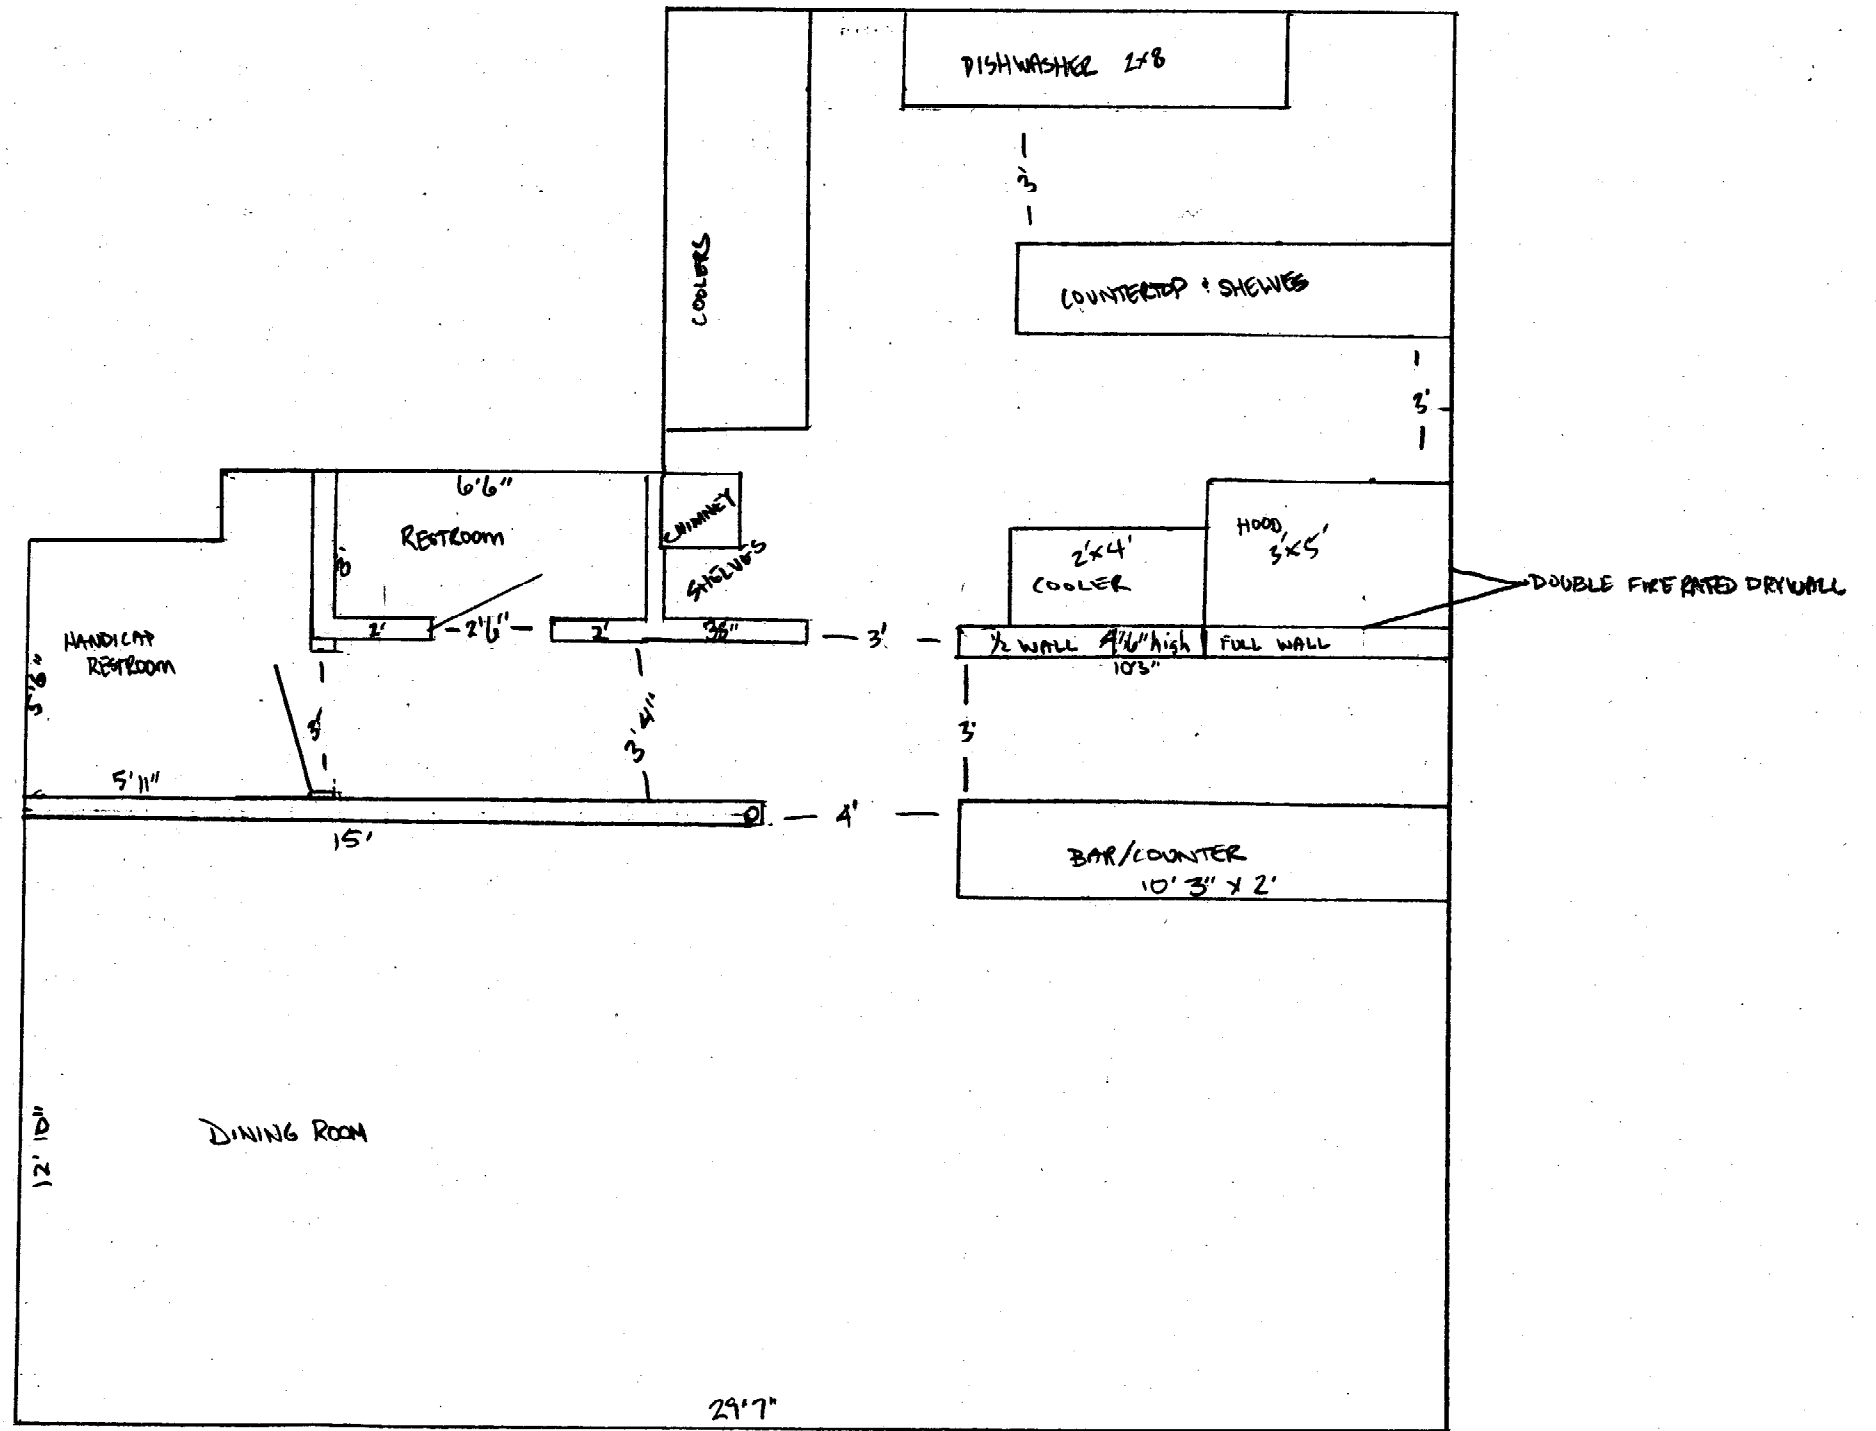 DISHWASHER 2x8
3'
COOLERS
COUNTERTOP & SHELVES
3'
6'6"
RESTROOM
CHIMNEY
SHELVES
HOOD
3'x5'
2'x4'
COOLER
DOUBLE FIRE RATED DRYWALL
2'
2'6"
2'
36"
3'
1/2 WALL 4'6" high
FULL WALL
10'3"
HANDICAP
RESTROOM
5'8"
3'
3'4"
3'
5'11"
4'
15'
BAR/COUNTER
10' 3" x 2'
DINING ROOM
12' 10"
29'7"